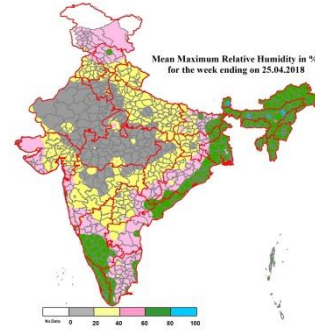 Mean Maximum Relative Humidity in %
for the week ending on 25.04.2018
No Data 0 20 40 60 80 100